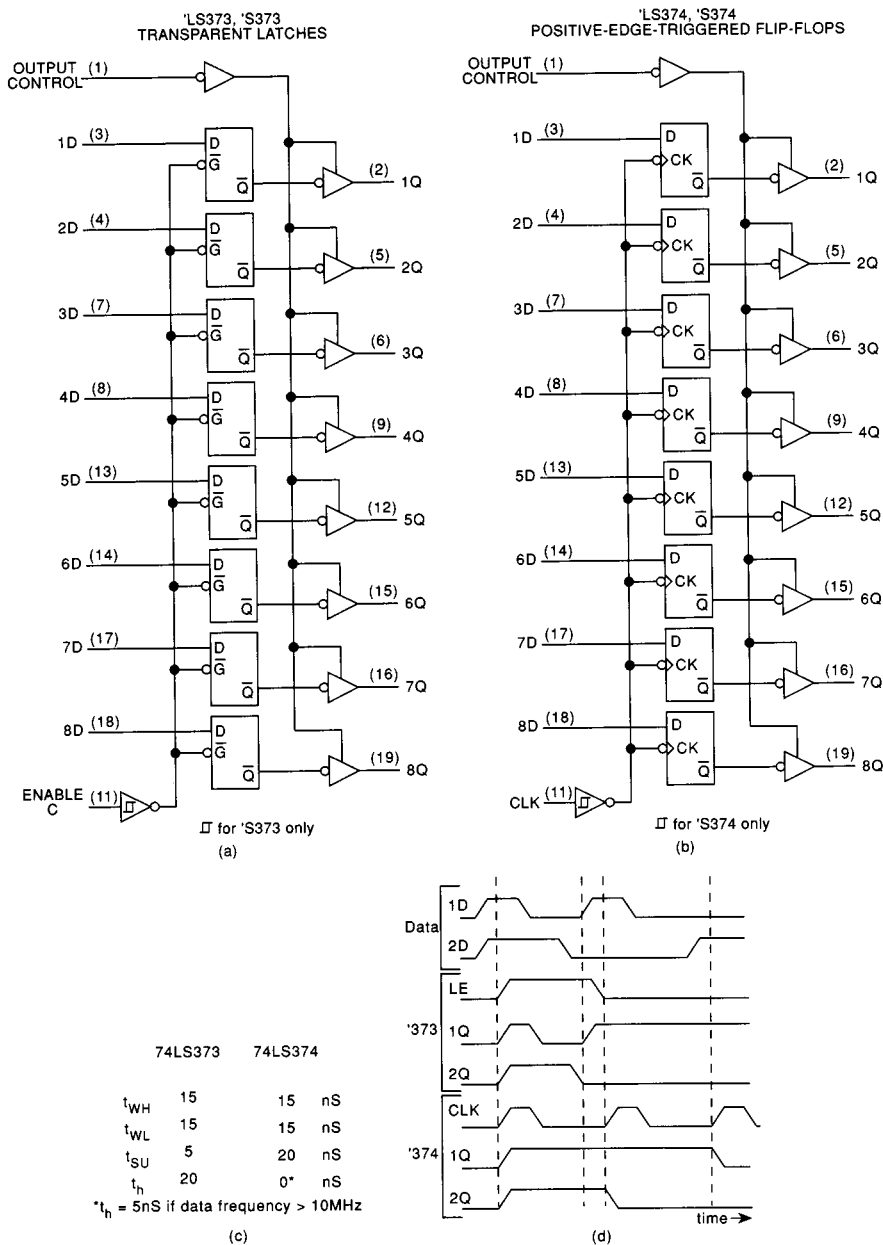 'LS373, 'S373
TRANSPARENT LATCHES
OUTPUT
CONTROL
(1)
1D (3)
D
G
Q
(2)
1Q
2D (4)
D
G
Q
(5)
2Q
3D (7)
D
G
Q
(6)
3Q
4D (8)
D
G
Q
(9)
4Q
5D (13)
D
G
Q
(12)
5Q
6D (14)
D
G
Q
(15)
6Q
7D (17)
D
G
Q
(16)
7Q
8D (18)
D
G
Q
(19)
8Q
ENABLE
C
(11)
for 'S373 only
(a)
'LS374, 'S374
POSITIVE-EDGE-TRIGGERED FLIP-FLOPS
OUTPUT
CONTROL
(1)
1D (3)
D
CK
Q
(2)
1Q
2D (4)
D
CK
Q
(5)
2Q
3D (7)
D
CK
Q
(6)
3Q
4D (8)
D
CK
Q
(9)
4Q
5D (13)
D
CK
Q
(12)
5Q
6D (14)
D
CK
Q
(15)
6Q
7D (17)
D
CK
Q
(16)
7Q
8D (18)
D
CK
Q
(19)
8Q
CLK (11)
for 'S374 only
(b)
74LS373 74LS374
tWH 15 15 nS
tWL 15 15 nS
tSU 5 20 nS
th 20 0* nS
*th = 5nS if data frequency > 10MHz
(c)
Data
1D
2D
'373
LE
1Q
2Q
'374
CLK
1Q
2Q
time→
(d)